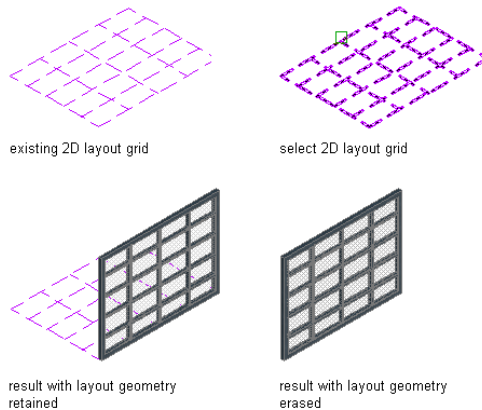 existing 2D layout grid
select 2D layout grid
result with layout geometry
retained
result with layout geometry
erased